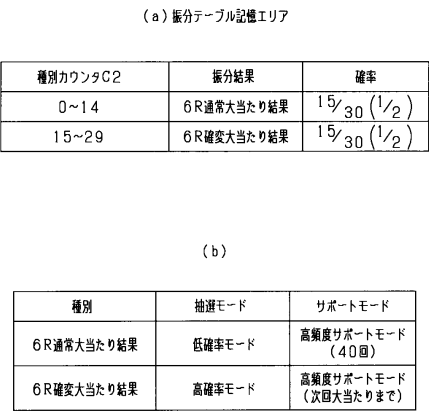 (a)振分テーブル記憶エリア
種別カウンタC2 振分結果 確率
0~14 6R通常大当たり結果 15/30(1/2)
15~29 6R確変大当たり結果 15/30(1/2)
(b)
種別 抽選モード サポートモード
6R通常大当たり結果 低確率モード 高頻度サポートモード
(40回)
6R確変大当たり結果 高確率モード 高頻度サポートモード
(次回大当たりまで)